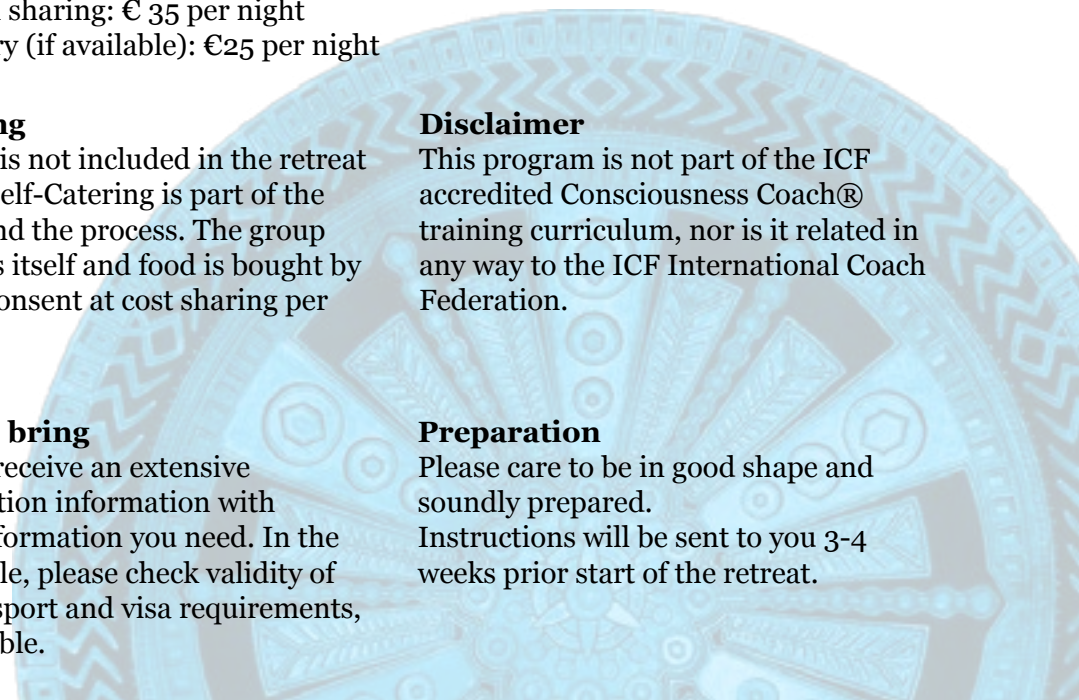 sharing: € 35 per night
ry (if available): €25 per night
ng
is not included in the retreat
elf-Catering is part of the
nd the process. The group
s itself and food is bought by
onsent at cost sharing per
bring
receive an extensive
tion information with
formation you need. In the
le, please check validity of
sport and visa requirements,
ble.
Disclaimer
This program is not part of the ICF
accredited Consciousness Coach®
training curriculum, nor is it related in
any way to the ICF International Coach
Federation.
Preparation
Please care to be in good shape and
soundly prepared.
Instructions will be sent to you 3-4
weeks prior start of the retreat.